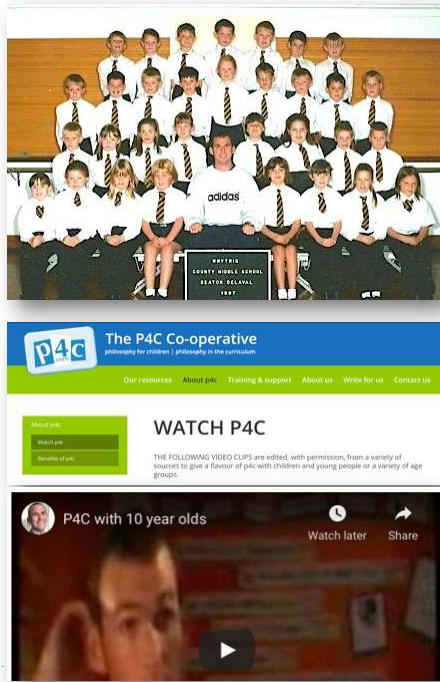 adidas
WHYTRIG
COUNTY MIDDLE SCHOOL
SEATON DELAVAL
1997
p4c
.com
The P4C Co-operative
philosophy for children | philosophy in the curriculum
Our resources About p4c Training & support About us Write for us Contact us
About p4c
Watch p4c
Benefits of p4c
WATCH P4C
THE FOLLOWING VIDEO CLIPS are edited, with permission, from a variety of
sources to give a flavour of p4c with children and young people or a variety of age
groups.
P4C with 10 year olds
Watch later Share